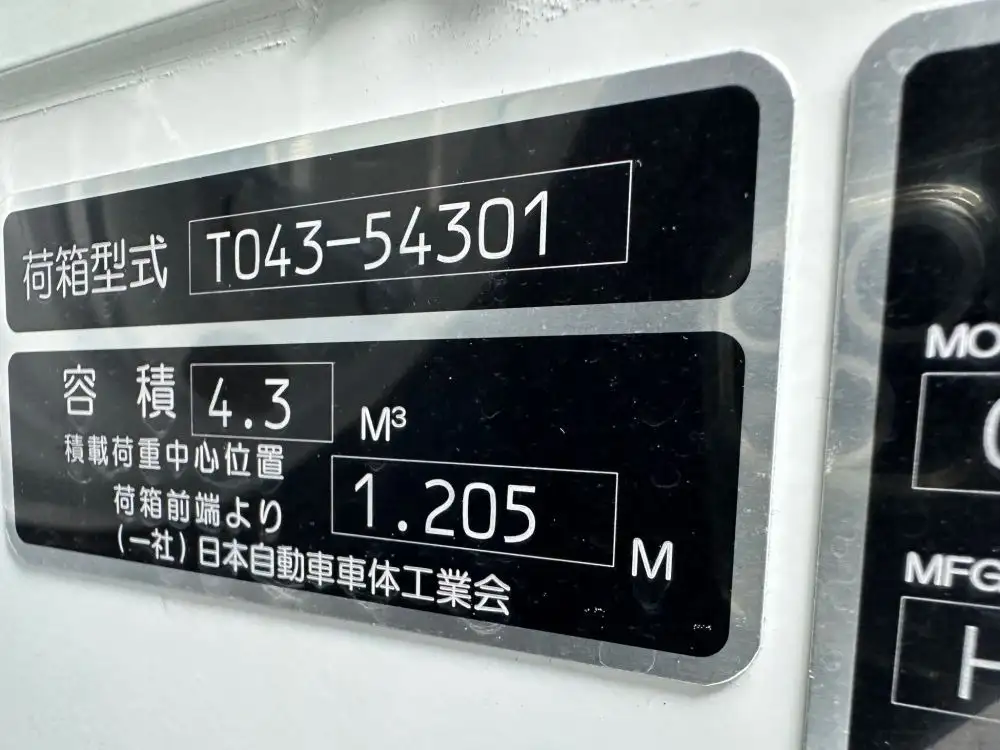 荷箱型式 T043-54301
容積 4.3 M³
積載荷重中心位置
荷箱前端より 1.205 M
(一社)日本自動車車体工業会
MO
MFG
H